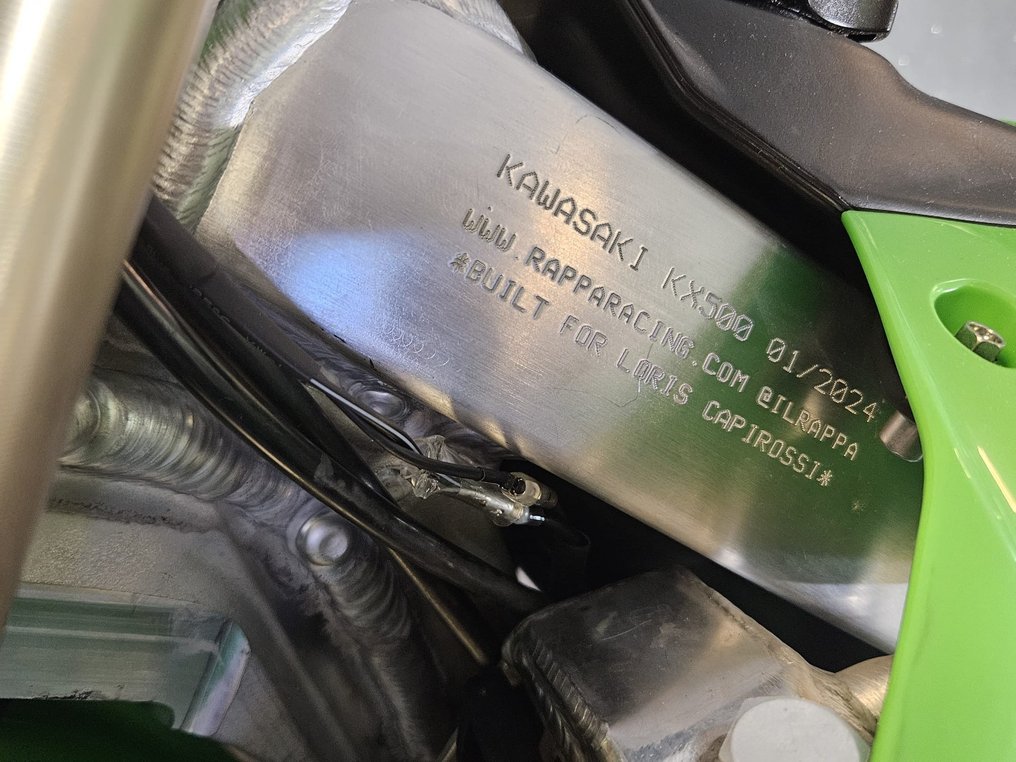 KAWASAKI KX500 01/2024
WWW.RAPPARACING.COM @ILRAPPA
*BUILT FOR LORIS CAPIROSSI*